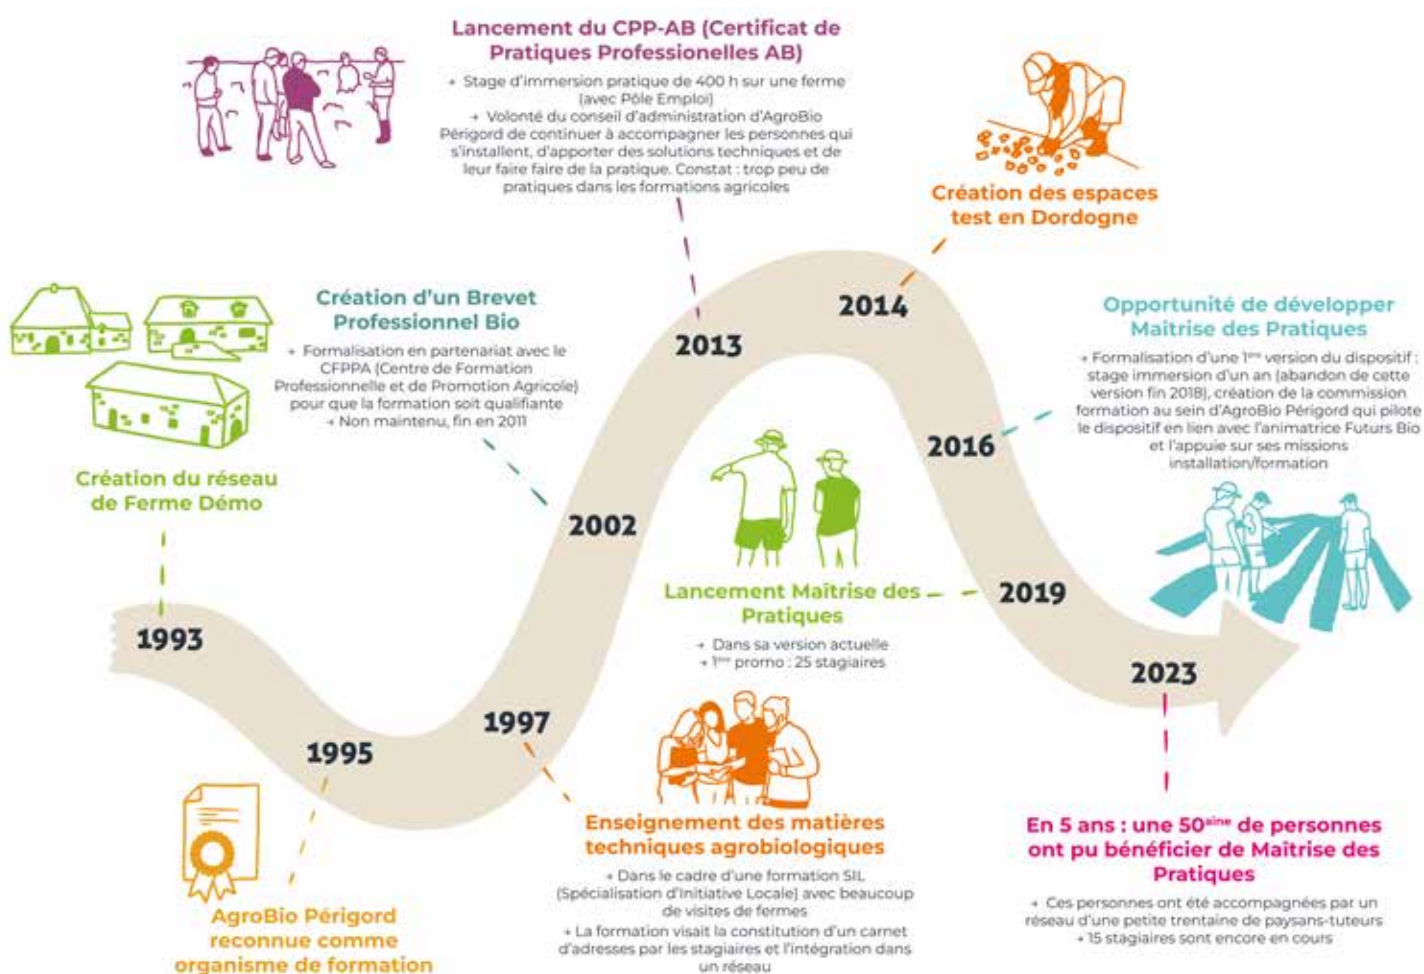 Lancement du CPP-AB (Certificat de
Pratiques Professionelles AB)
→ Stage d'immersion pratique de 400 h sur une ferme
(avec Pôle Emploi)
→ Volonté du conseil d'administration d'AgroBio
Périgord de continuer à accompagner les personnes qui
s'installent, d'apporter des solutions techniques et de
leur faire faire de la pratique. Constat : trop peu de
pratiques dans les formations agricoles
Création des espaces
test en Dordogne
Création d'un Brevet
Professionnel Bio
→ Formalisation en partenariat avec le
CFPPA (Centre de Formation
Professionnelle et de Promotion Agricole)
pour que la formation soit qualifiante
→ Non maintenu, fin en 2011
2013
2014
Opportunité de développer
Maîtrise des Pratiques
→ Formalisation d'une 1ère version du dispositif :
stage immersion d'un an (abandon de cette
version fin 2018), création de la commission
formation au sein d'AgroBio Périgord qui pilote
le dispositif en lien avec l'animatrice Futurs Bio
et l'appuie sur ses missions
installation/formation
2016
Création du réseau
de Ferme Démo
2002
Lancement Maîtrise des
Pratiques
→ Dans sa version actuelle
→ 1ère promo : 25 stagiaires
2019
1993
2023
1997
1995
Enseignement des matières
techniques agrobiologiques
→ Dans le cadre d'une formation SIL
(Spécialisation d'Initiative Locale) avec beaucoup
de visites de fermes
→ La formation visait la constitution d'un carnet
d'adresses par les stagiaires et l'intégration dans
un réseau
En 5 ans : une 50aine de personnes
ont pu bénéficier de Maîtrise des
Pratiques
→ Ces personnes ont été accompagnées par un
réseau d'une petite trentaine de paysans-tuteurs
→ 15 stagiaires sont encore en cours
AgroBio Périgord
reconnue comme
organisme de formation